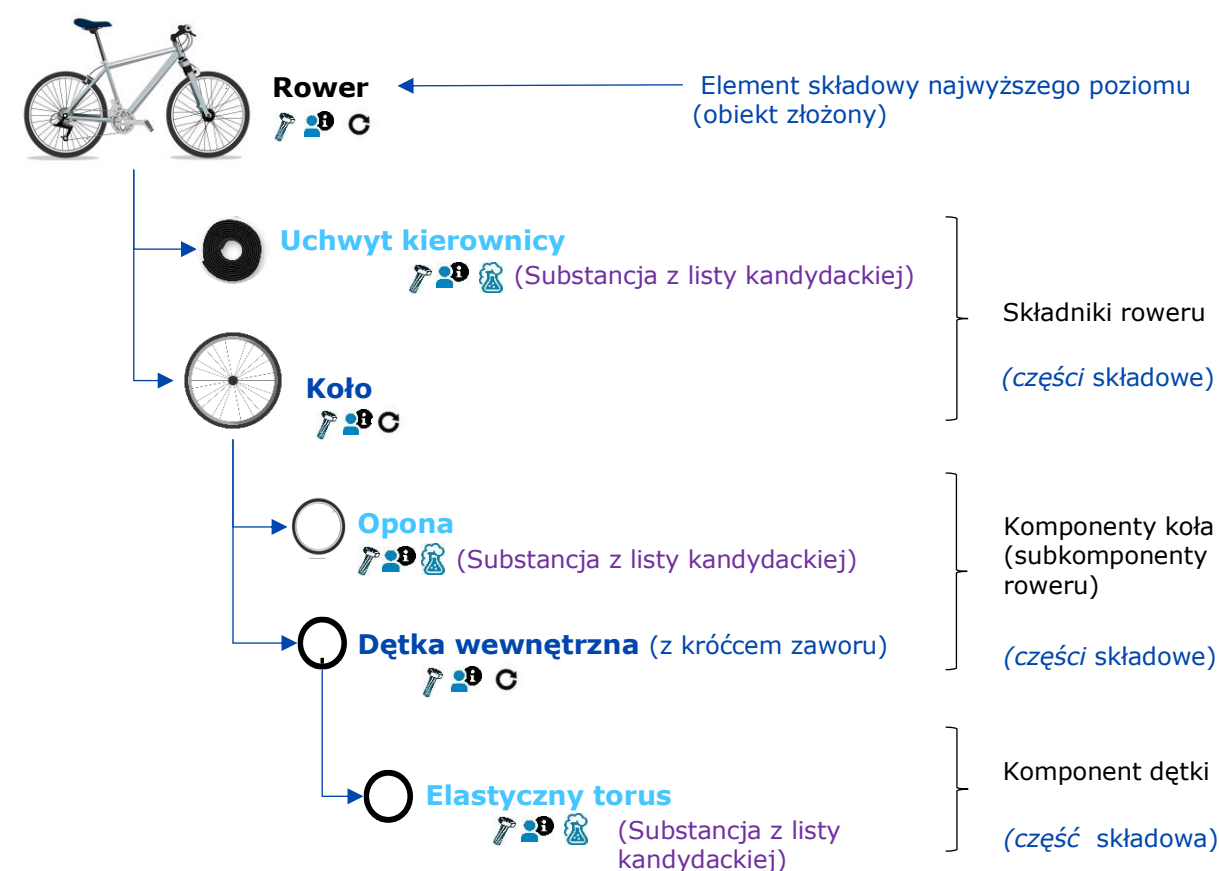 Rower
Element składowy najwyższego poziomu
(obiekt złożony)
Uchwyt kierownicy
(Substancja z listy kandydackiej)
Składniki roweru
(części składowe)
Koło
Opona
(Substancja z listy kandydackiej)
Komponenty koła
(subkomponenty
roweru)
Dętka wewnętrzna (z króćcem zaworu)
(części składowe)
Elastyczny torus
(Substancja z listy
kandydackiej)
Komponent dętki
(część składowa)